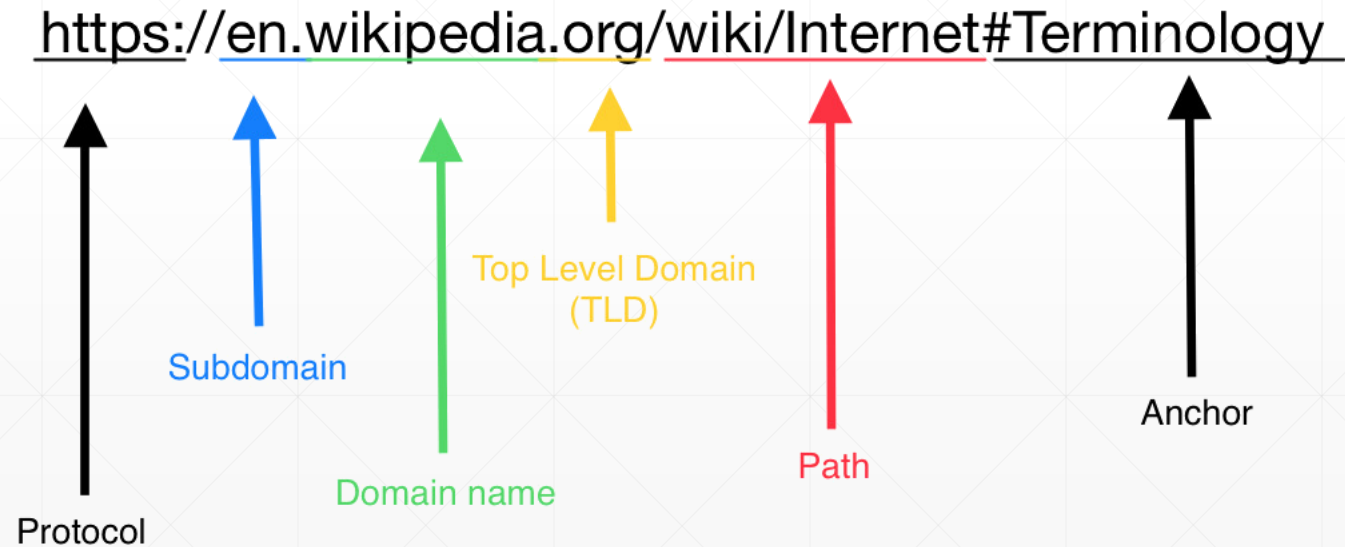 https://en.wikipedia.org/wiki/Internet#Terminology
Top Level Domain
(TLD)
Subdomain
Anchor
Path
Domain name
Protocol